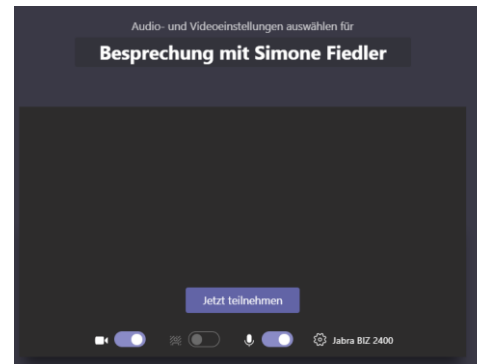 Audio- und Videoeinstellungen auswählen für
Besprechung mit Simone Fiedler
Jetzt teilnehmen
Jabra BIZ 2400